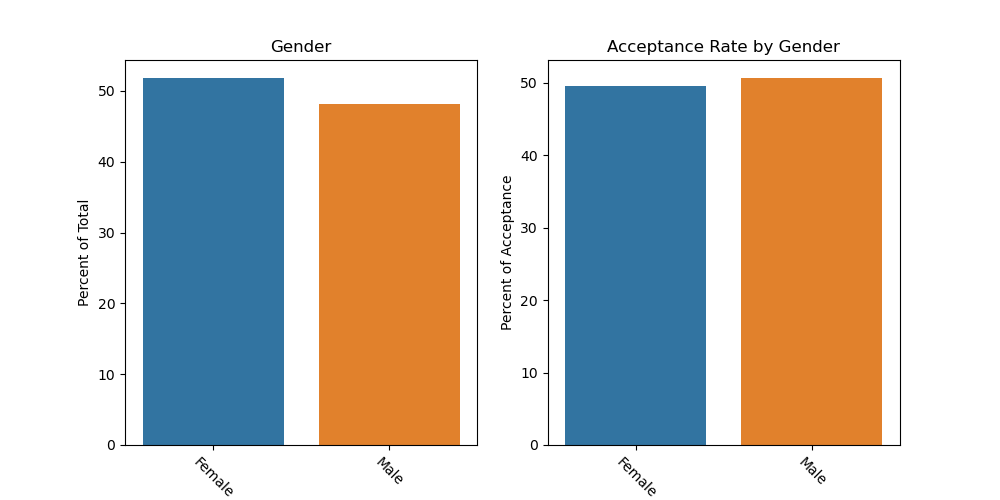 Gender
Percent of Total
50
40
30
20
10
0
Female
Male
Acceptance Rate by Gender
Percent of Acceptance
50
40
30
20
10
0
Female
Male